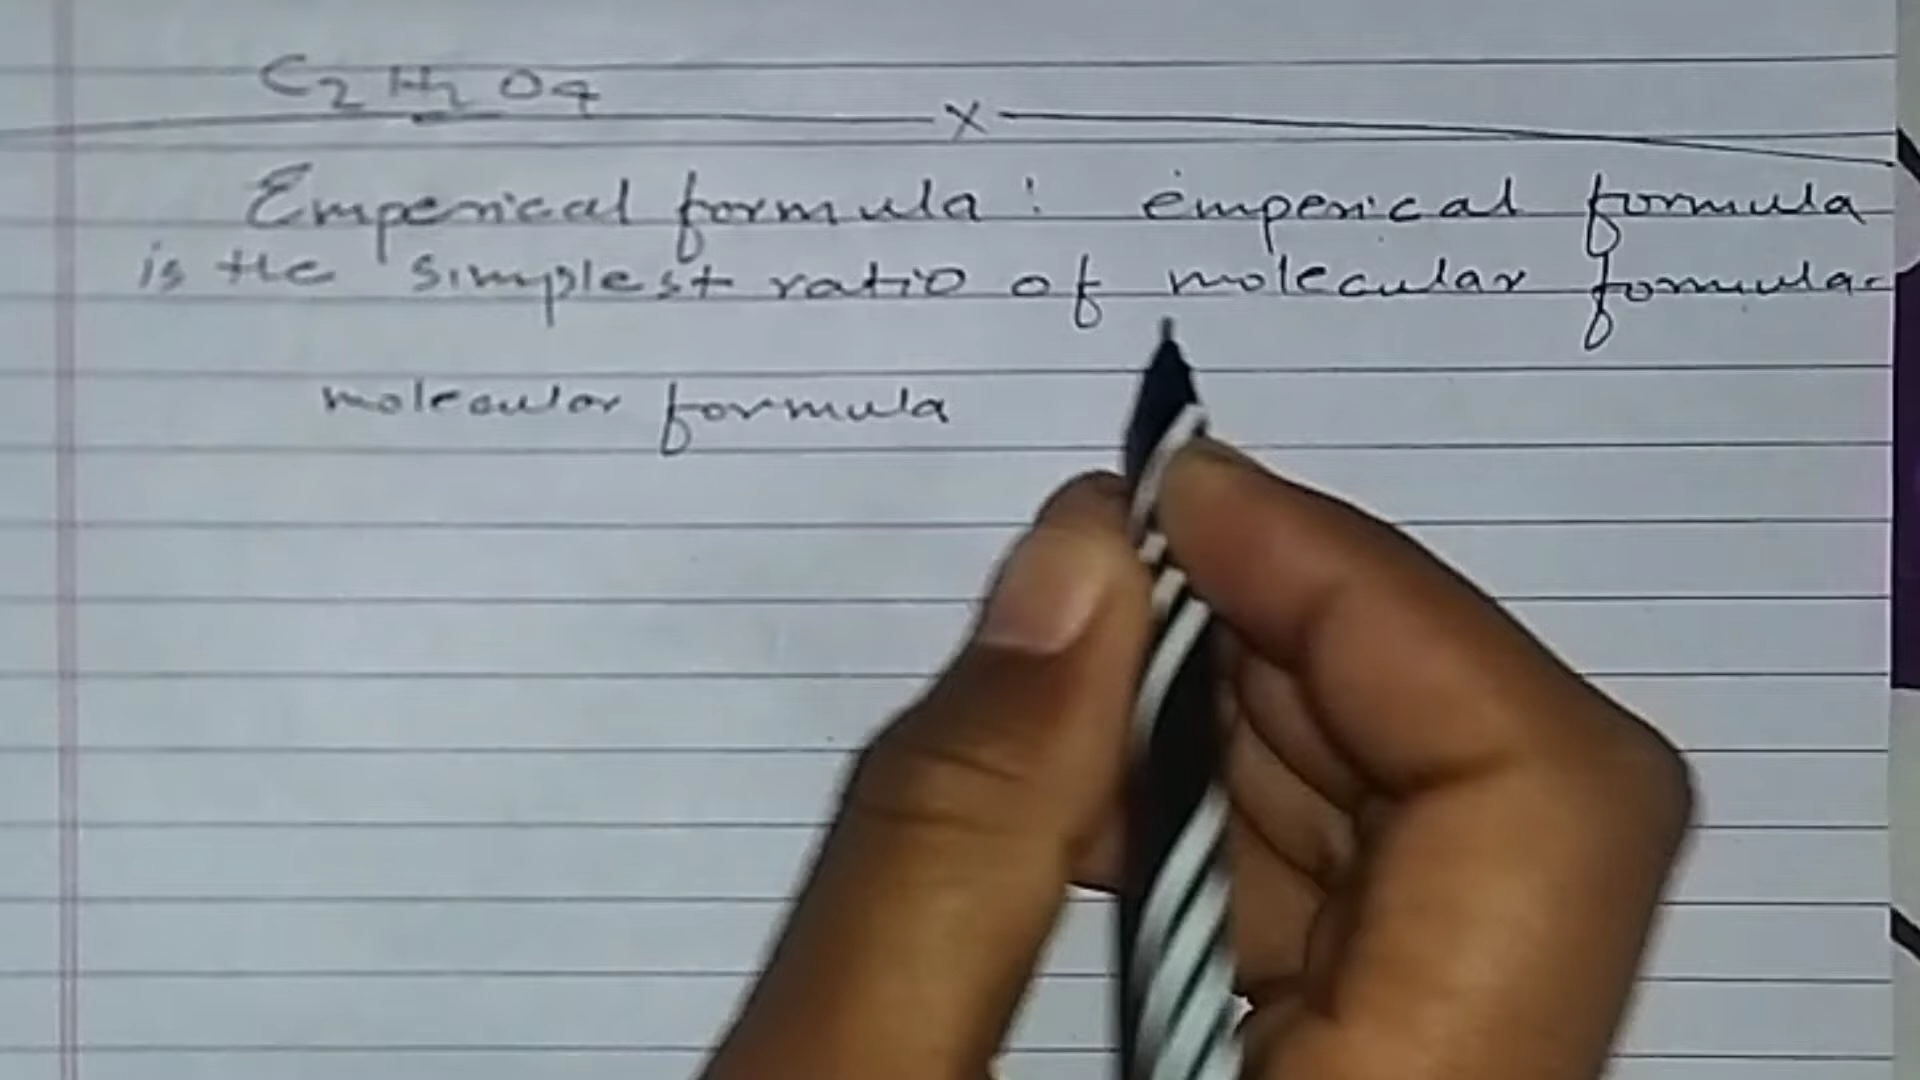 C2H2O4
X
Emperical formula : emperical formula
is the simplest ratio of molecular formula.
molecular formula